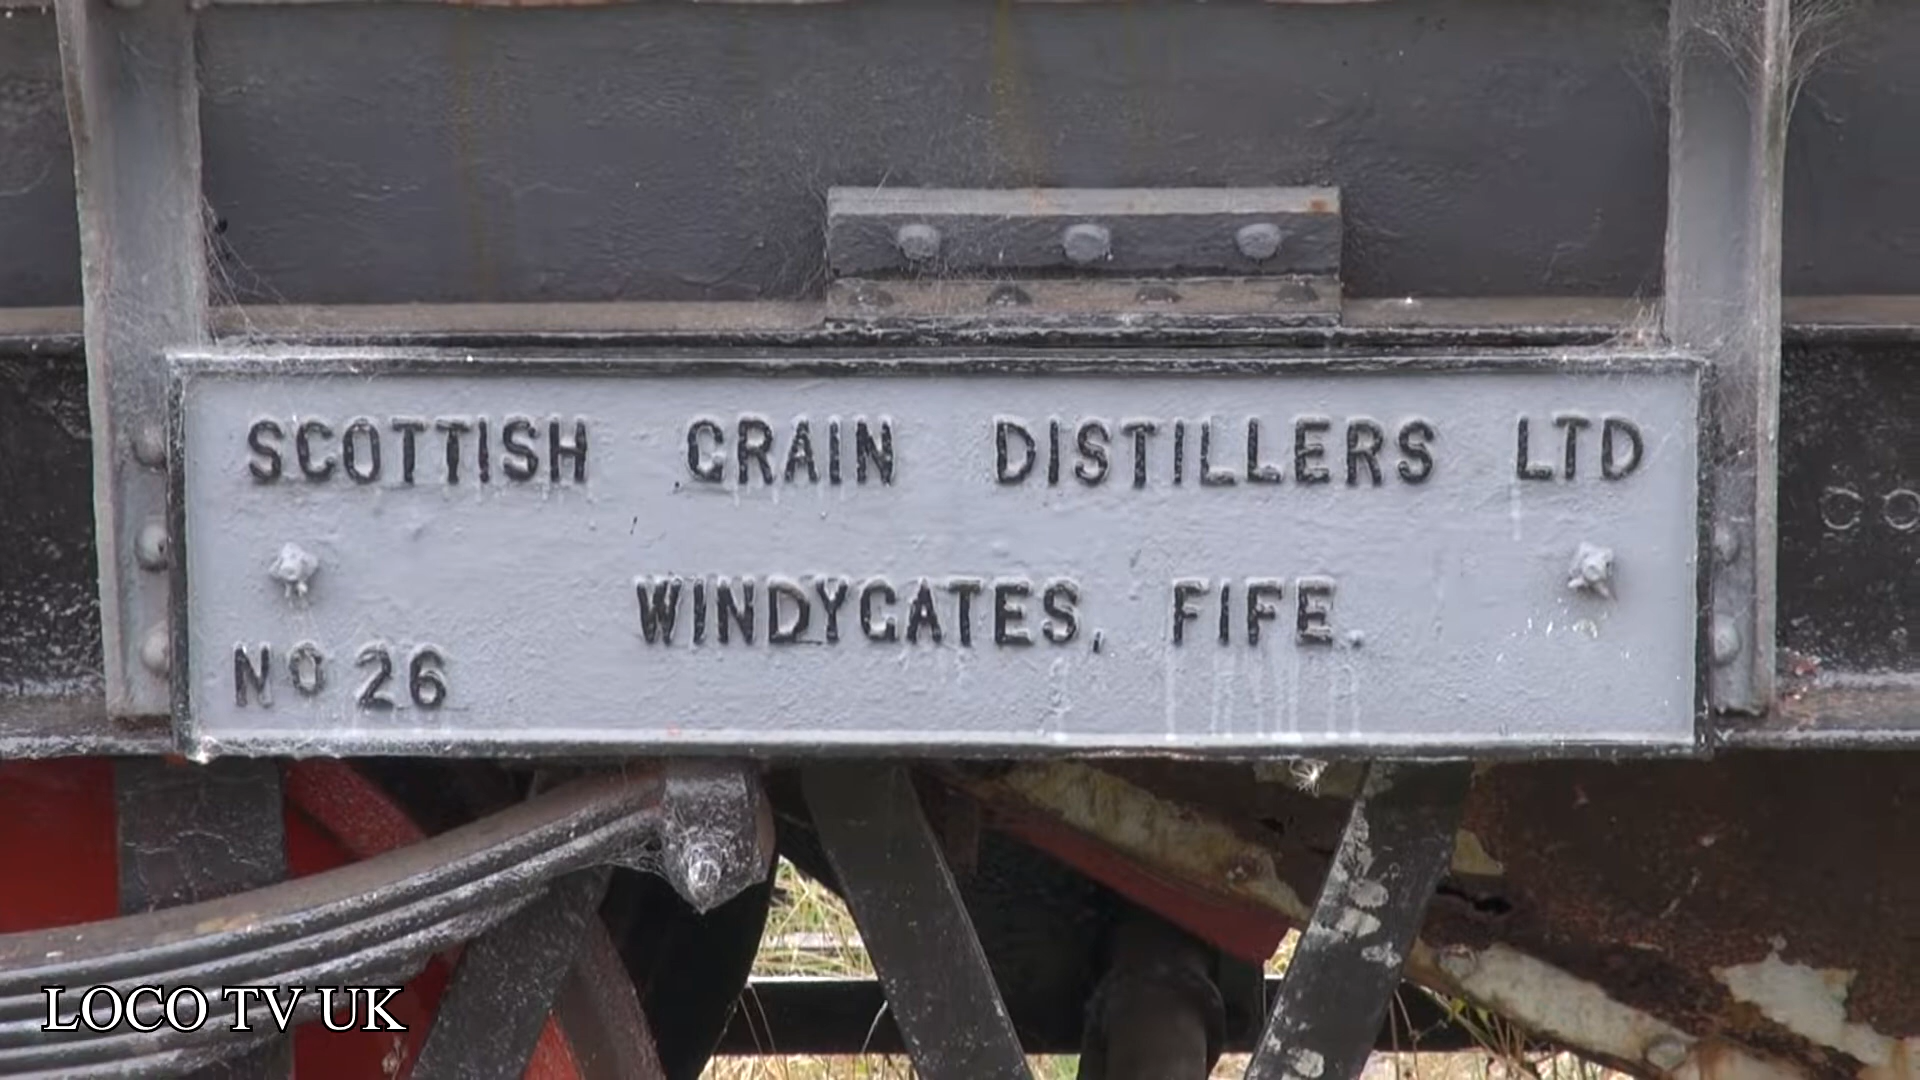 SCOTTISH GRAIN DISTILLERS LTD
WINDYGATES, FIFE.
NO 26
LOCO TV UK